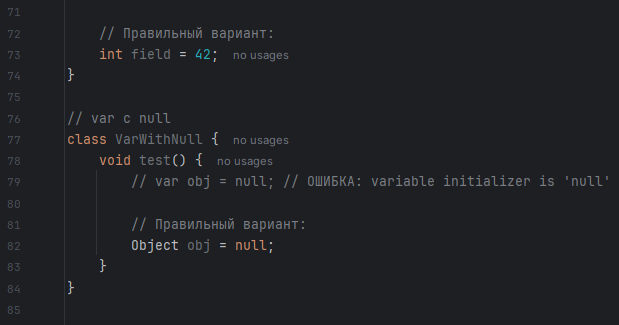 71
72 // Правильный вариант:
73 int field = 42; no usages
74 }
75
76 // var с null
77 class VarWithNull { no usages
78 void test() { no usages
79 // var obj = null; // ОШИБКА: variable initializer is 'null'
80
81 // Правильный вариант:
82 Object obj = null;
83 }
84 }
85